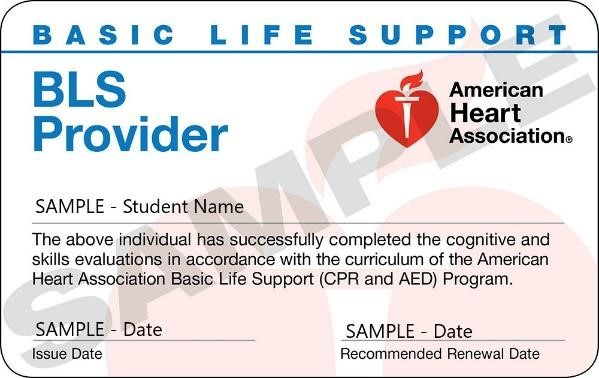 BASIC LIFE SUPPORT
BLS
Provider
American
Heart
Association®
SAMPLE
SAMPLE - Student Name
The above individual has successfully completed the cognitive and
skills evaluations in accordance with the curriculum of the American
Heart Association Basic Life Support (CPR and AED) Program.
SAMPLE - Date
SAMPLE - Date
Issue Date
Recommended Renewal Date